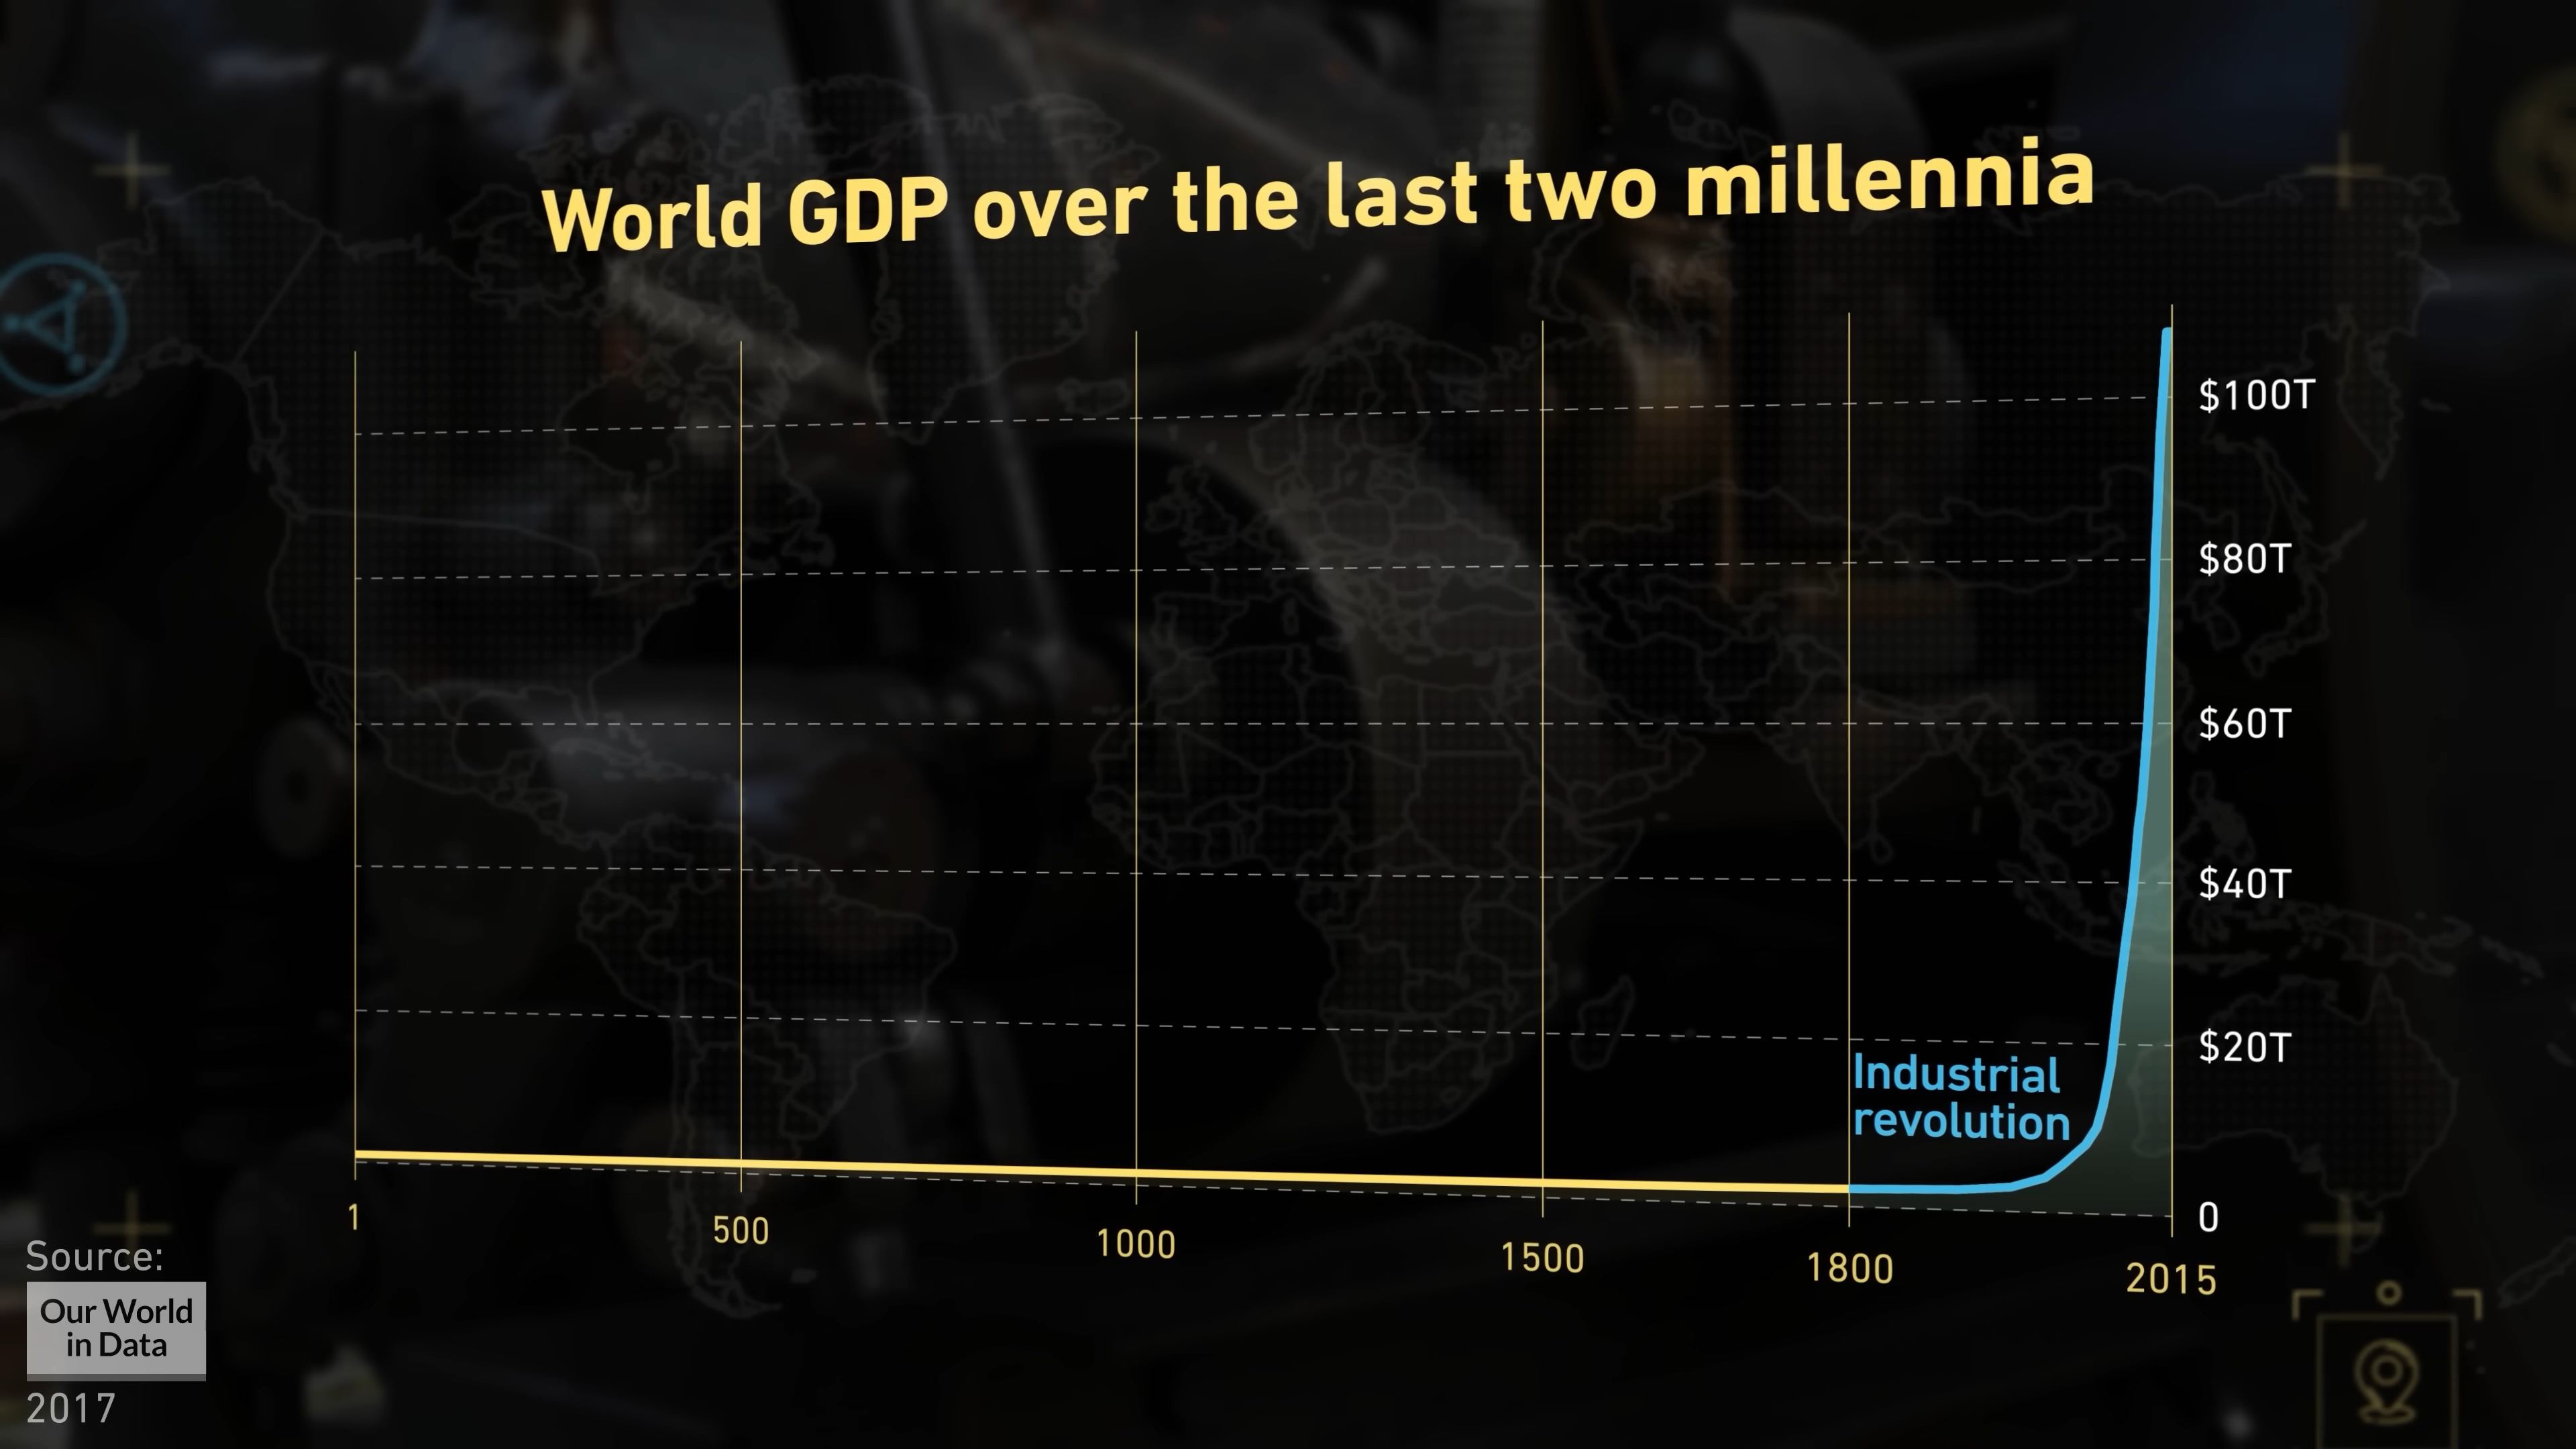 World GDP over the last two millennia
$100T
$80T
$60T
$40T
$20T
0
Industrial
revolution
1
500
1000
1500
1800
2015
Source:
Our World
in Data
2017